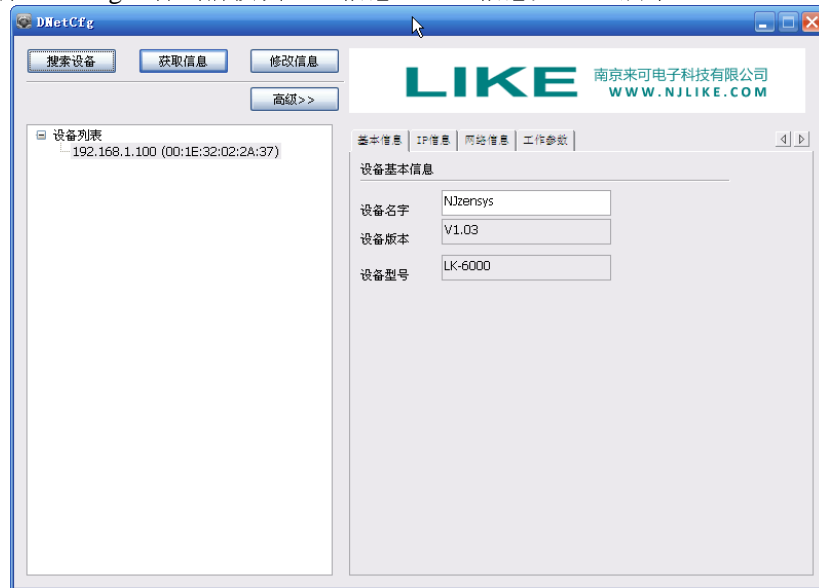 DNetCfg
搜索设备
获取信息
修改信息
高级>>
LIKE
南京来可电子科技有限公司
WWW.NJLIKE.COM
设备列表
192.168.1.100 (00:1E:32:02:2A:37)
基本信息
IP信息
网络信息
工作参数
设备基本信息
设备名字
NJzensys
设备版本
V1.03
设备型号
LK-6000